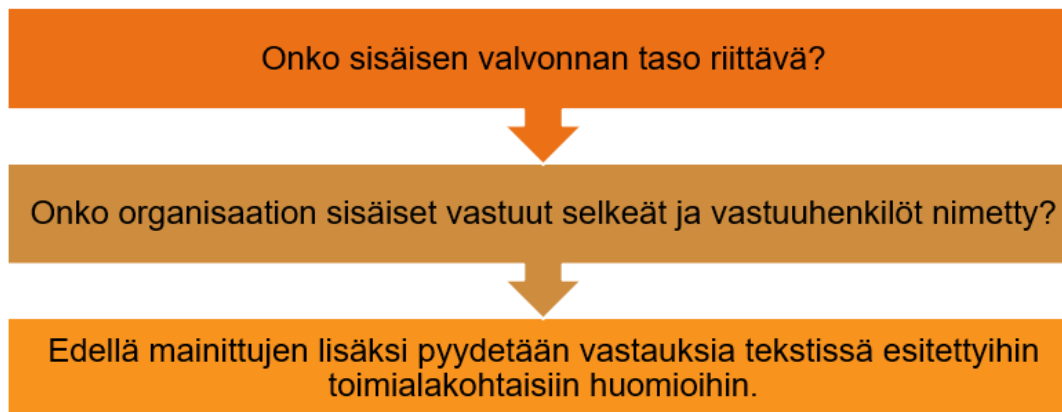 Onko sisäisen valvonnan taso riittävä?
Onko organisaation sisäiset vastuut selkeät ja vastuuhenkilöt nimetty?
Edellä mainittujen lisäksi pyydetään vastauksia tekstissä esitettyihin
toimialakohtaisiin huomioihin.